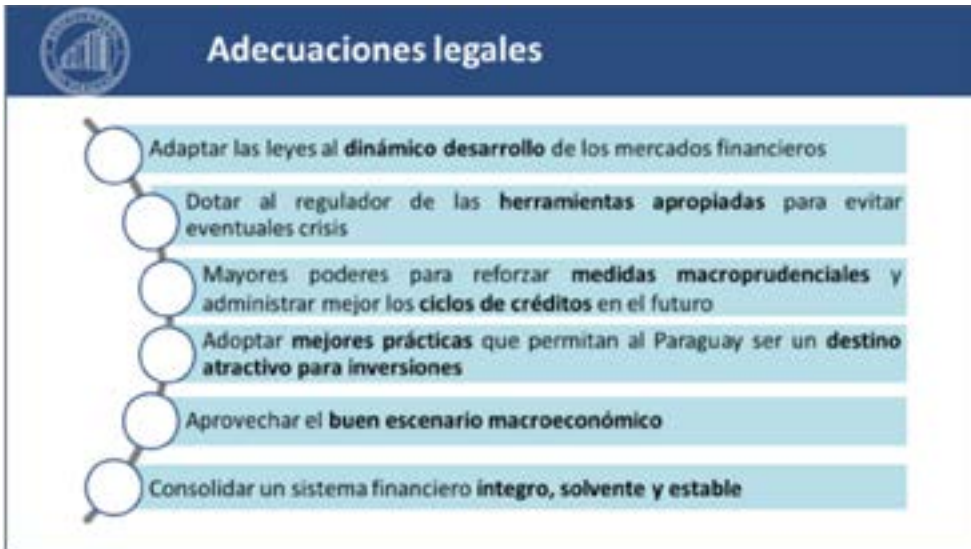 Adecuaciones legales
Adaptar las leyes al dinámico desarrollo de los mercados financieros
Dotar al regulador de las herramientas apropiadas para evitar
eventuales crisis
Mayores poderes para reforzar medidas macroprudenciales y
administrar mejor los ciclos de créditos en el futuro
Adoptar mejores prácticas que permitan al Paraguay ser un destino
atractivo para inversiones
Aprovechar el buen escenario macroeconómico
Consolidar un sistema financiero íntegro, solvente y estable